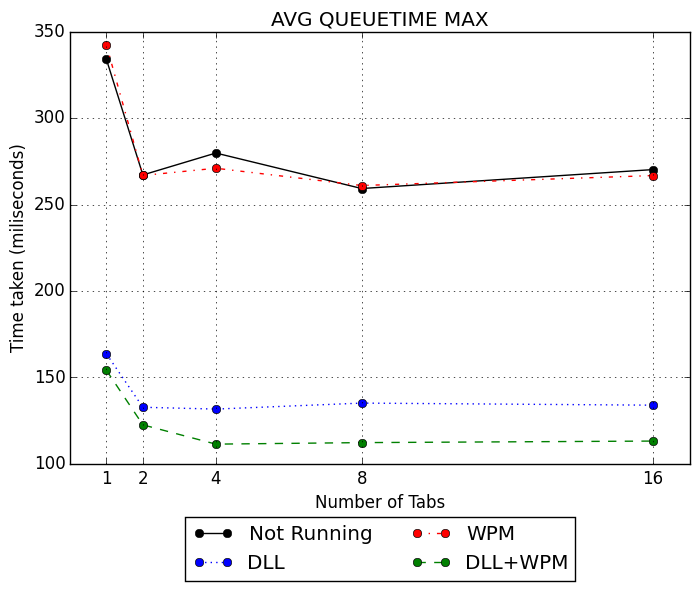 AVG QUEUETIME MAX
350
300
250
200
150
100
Time taken (miliseconds)
1 2 4 8 16
Number of Tabs
Not Running WPM
DLL DLL+WPM